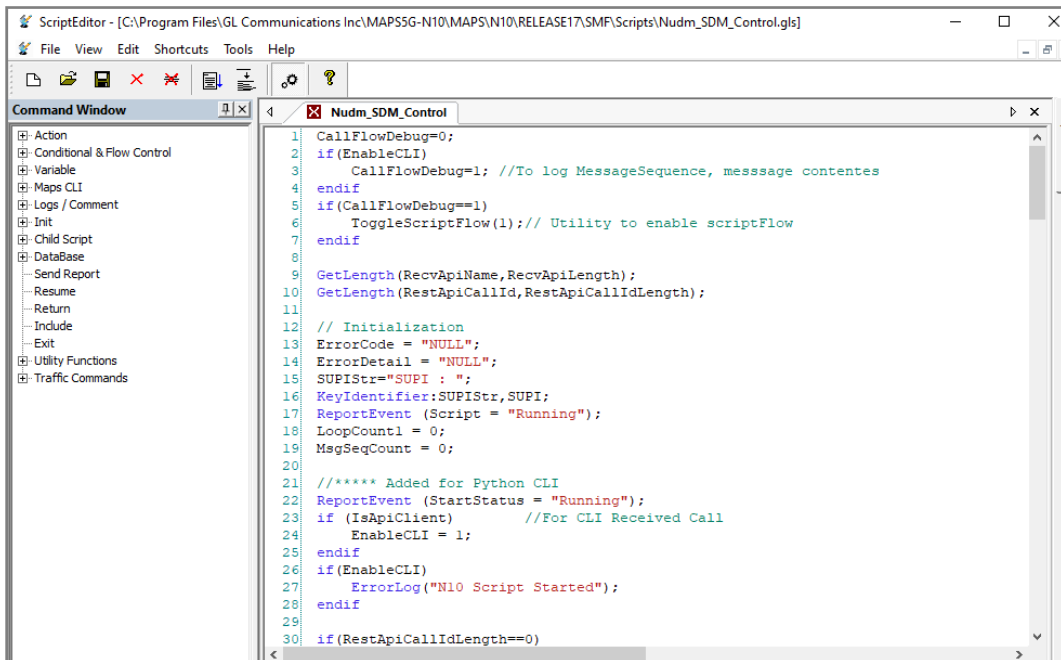 ScriptEditor - [C:\Program Files\GL Communications Inc\MAPS5G-N10\MAPS\N10\RELEASE17\SMF\Scripts\Nudm_SDM_Control.gls]
File View Edit Shortcuts Tools Help
Command Window
Action
Conditional & Flow Control
Variable
Maps CLI
Logs / Comment
Init
Child Script
DataBase
Send Report
Resume
Return
Include
Exit
Utility Functions
Traffic Commands
Nudm_SDM_Control
1 CallFlowDebug=0;
2 if(EnableCLI)
3 CallFlowDebug=1; //To log MessageSequence, messsage contentes
4 endif
5 if(CallFlowDebug==1)
6 ToggleScriptFlow(1);// Utility to enable scriptFlow
7 endif
8
9 GetLength(RecvApiName,RecvApiLength);
10 GetLength(RestApiCallId,RestApiCallIdLength);
11
12 // Initialization
13 ErrorCode = "NULL";
14 ErrorDetail = "NULL";
15 SUPIStr="SUPI : ";
16 KeyIdentifier:SUPIStr,SUPI;
17 ReportEvent (Script = "Running");
18 LoopCount1 = 0;
19 MsgSeqCount = 0;
20
21 //***** Added for Python CLI
22 ReportEvent (StartStatus = "Running");
23 if (IsApiClient) //For CLI Received Call
24 EnableCLI = 1;
25 endif
26 if(EnableCLI)
27 ErrorLog("N10 Script Started");
28 endif
29
30 if(RestApiCallIdLength==0)